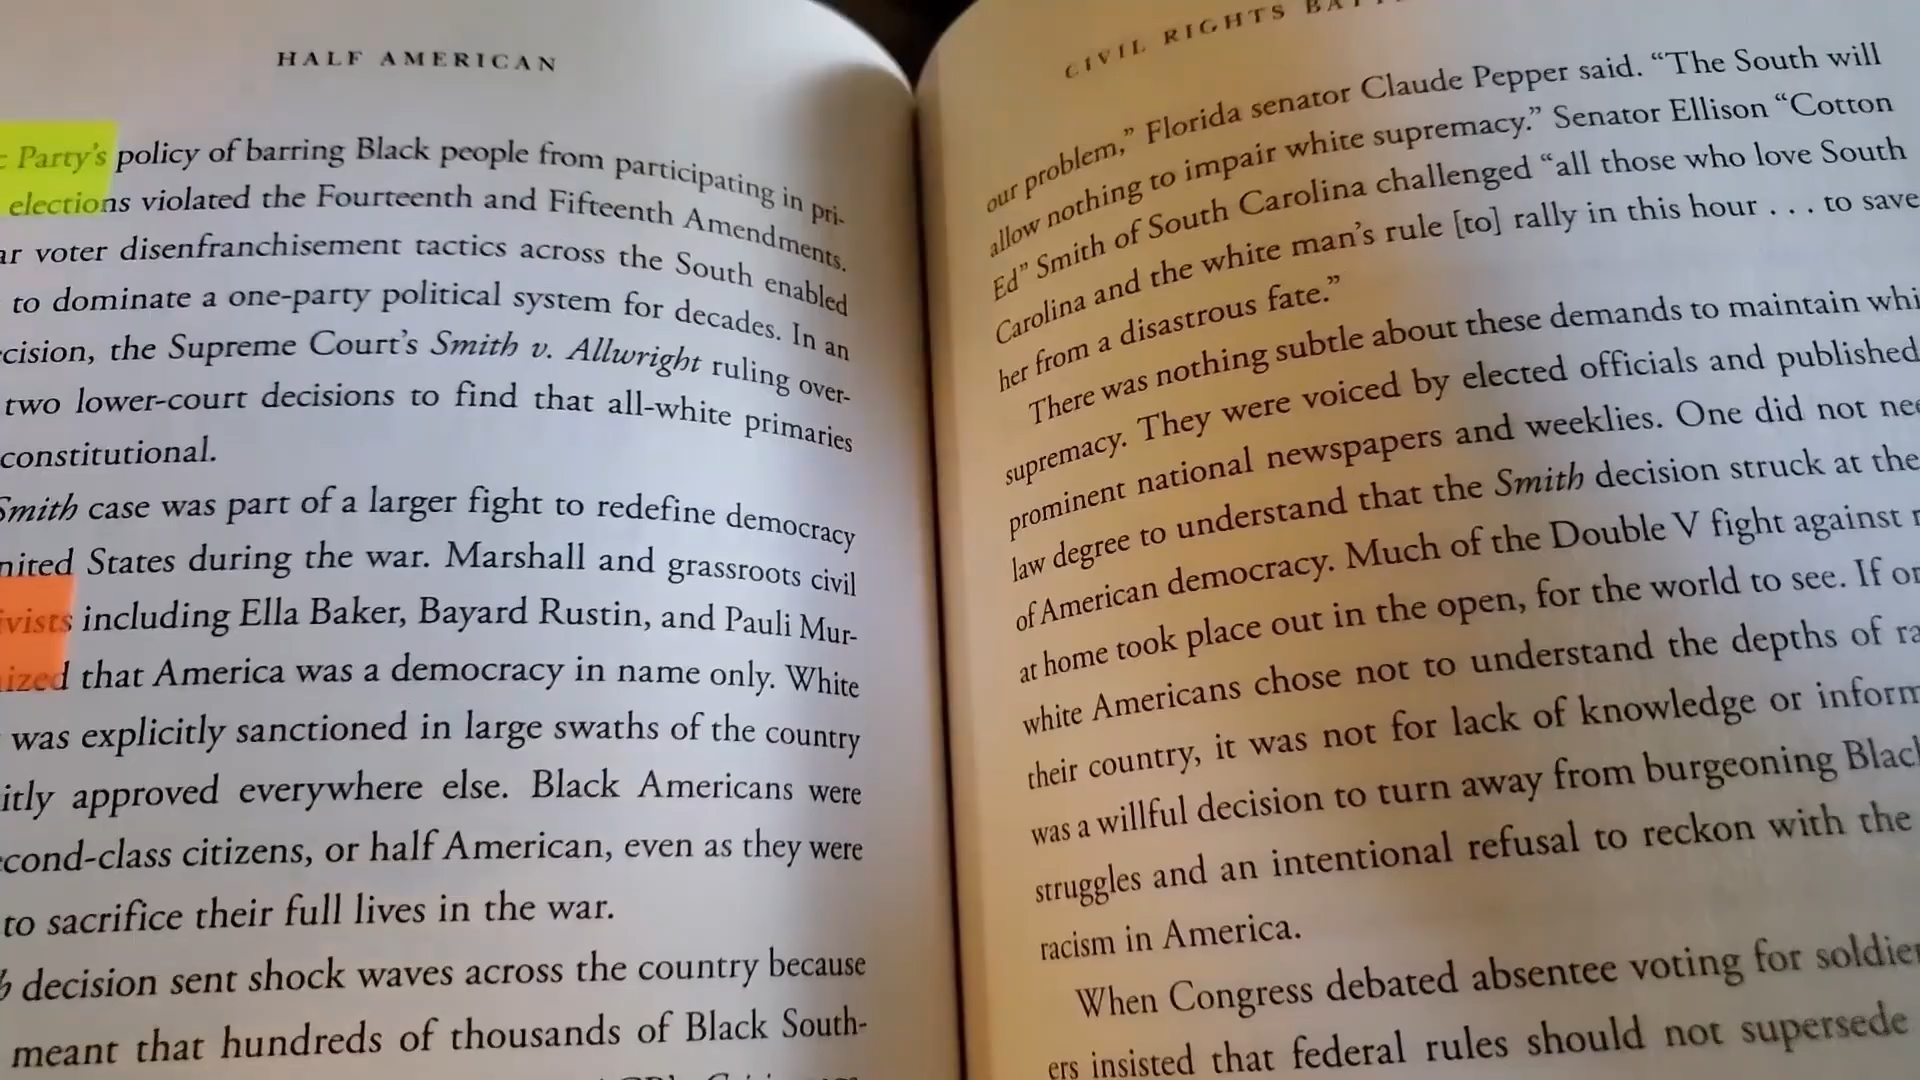 HALF AMERICAN
Party's policy of barring Black people from participating in pri-
elections violated the Fourteenth and Fifteenth Amendments.
voter disenfranchisement tactics across the South enabled
to dominate a one-party political system for decades. In an
the Supreme Court's Smith v. Allwright ruling over-
two lower-court decisions to find that all-white primaries
constitutional.
Smith case was part of a larger fight to redefine democracy
States during the war. Marshall and grassroots civil
including Ella Baker, Bayard Rustin, and Pauli Mur-
that America was a democracy in name only. White
was explicitly sanctioned in large swaths of the country
approved everywhere else. Black Americans were
cond-class citizens, or half American, even as they were
to sacrifice their full lives in the war.
decision sent shock waves across the country because
meant that hundreds of thousands of Black South-
CIVIL RIGHTS
our problem,” Florida senator Claude Pepper said. “The South will
allow nothing to impair white supremacy.” Senator Ellison “Cotton
Ed” Smith of South Carolina challenged “all those who love South
Carolina and the white man's rule [to] rally in this hour . . . to save
her from a disastrous fate.”
There was nothing subtle about these demands to maintain whi
supremacy. They were voiced by elected officials and published
prominent national newspapers and weeklies. One did not nee
law degree to understand that the Smith decision struck at the
of American democracy. Much of the Double V fight against
at home took place out in the open, for the world to see. If
white Americans chose not to understand the depths of ra
their country, it was not for lack of knowledge or inform
was a willful decision to turn away from burgeoning Black
struggles and an intentional refusal to reckon with the
racism in America.
When Congress debated absentee voting for soldier
ers insisted that federal rules should not supersede